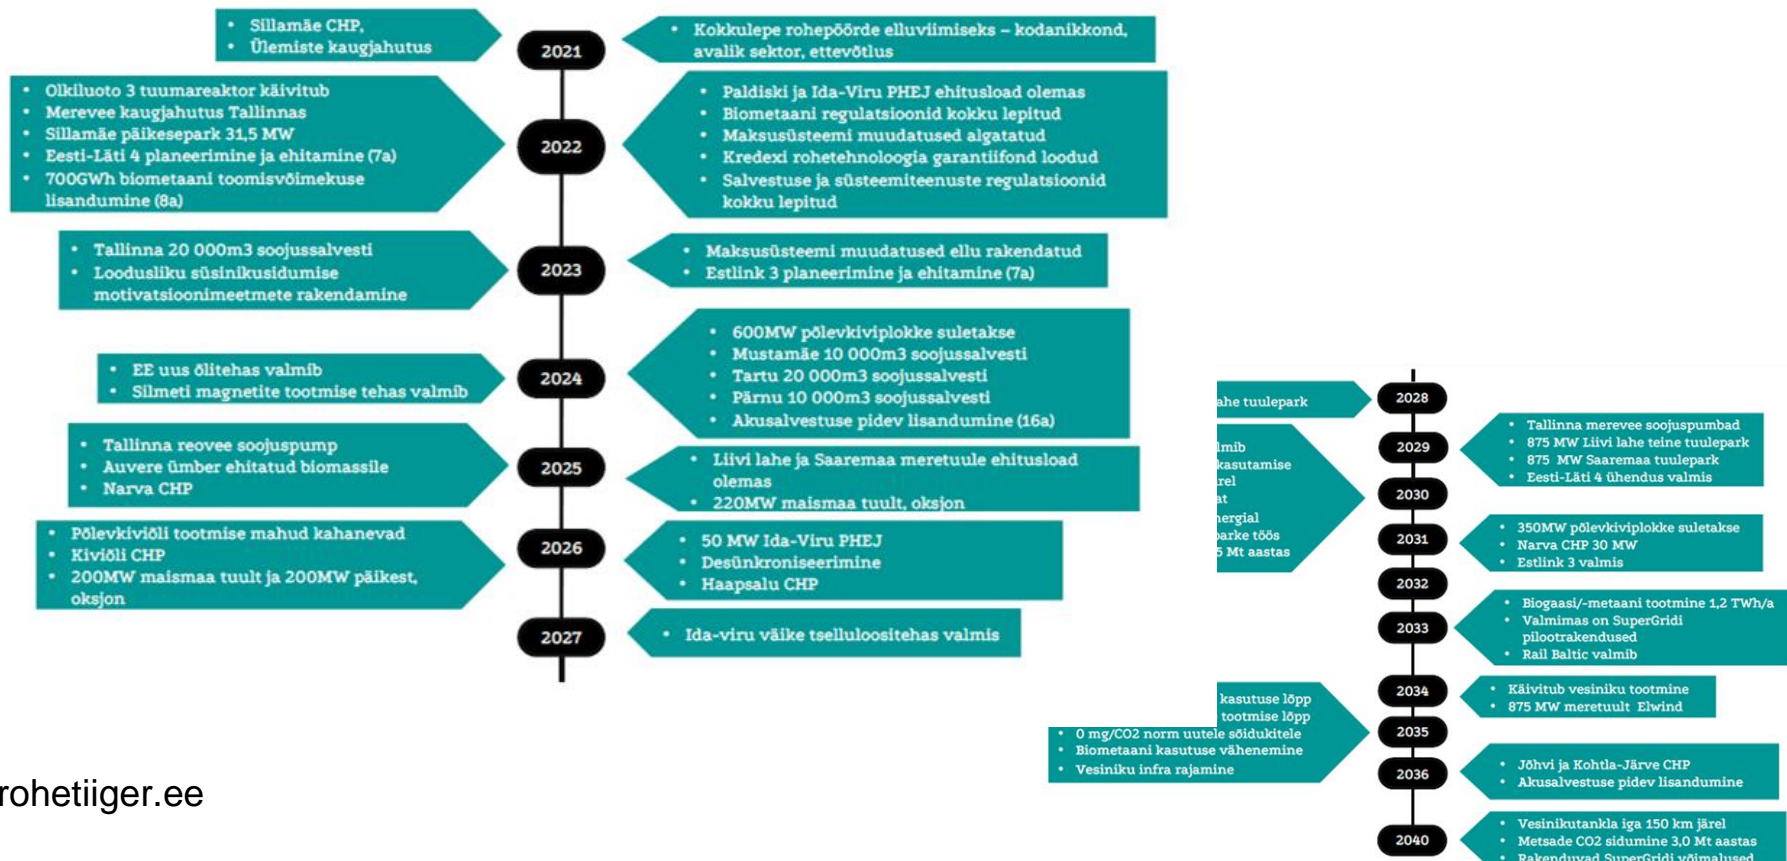 • Sillamäe CHP,
• Ülemiste kaugjahutus
2021
• Kokkulepe rohepöörde elluviimiseks – kodanikkond,
avalik sektor, ettevõtlus
• Olkiluoto 3 tuumareaktor käivitub
• Merevee kaugjahutus Tallinnas
• Sillamäe päikesepark 31,5 MW
• Eesti-Läti 4 planeerimine ja ehitamine (7a)
• 700GWh biometaani toomisvõimekuse
lisandumine (8a)
2022
• Paldiski ja Ida-Viru PHEJ ehitusload olemas
• Biometaani regulatsioonid kokku lepitud
• Maksusüsteemi muudatused algatatud
• Kredexi rohetehnoloogia garantiifond loodud
• Salvestuse ja süsteemiteenuste regulatsioonid
kokku lepitud
• Tallinna 20 000m3 soojussalvesti
• Loodusliku süsinikusidumise
motivatsioonimeetmete rakendamine
2023
• Maksusüsteemi muudatused ellu rakendatud
• Estlink 3 planeerimine ja ehitamine (7a)
• EE uus õlitehas valmib
• Silmeti magnetite tootmise tehas valmib
2024
• 600MW põlevkiviplokke suletakse
• Mustamäe 10 000m3 soojussalvesti
• Tartu 20 000m3 soojussalvesti
• Pärnu 10 000m3 soojussalvesti
• Akusalvestuse pidev lisandumine (16a)
• Tallinna reovee soojuspump
• Auvere ümber ehitatud biomassile
• Narva CHP
2025
• Liivi lahe ja Saaremaa meretuule ehitusload
olemas
• 220MW maismaa tuult, oksjon
• Põlevkiviõli tootmise mahud kahanevad
• Kiviõli CHP
• 200MW maismaa tuult ja 200MW päikest,
oksjon
2026
• 50 MW Ida-Viru PHEJ
• Desünkroniseerimine
• Haapsalu CHP
2027
• Ida-viru väike tselluloositehas valmis
ahe tuulepark
2028
2029
• Tallinna merevee soojuspumbad
• 875 MW Liivi lahe teine tuulepark
• 875 MW Saaremaa tuulepark
• Eesti-Läti 4 ühendus valmis
lmib
kasutamise
rel
at
nergial
parke töös
5 Mt aastas
2030
2031
• 350MW põlevkiviplokke suletakse
• Narva CHP 30 MW
• Estlink 3 valmis
2032
2033
• Biogaasi/-metaani tootmine 1,2 TWh/a
• Valmimas on SuperGridi
pilootrakendused
• Rail Baltic valmib
2034
• Käivitub vesiniku tootmine
• 875 MW meretuult Elwind
kasutuse lõpp
tootmise lõpp
• 0 mg/CO2 norm uutele sõidukitele
• Biometaani kasutuse vähenemine
• Vesiniku infra rajamine
2035
2036
• Jõhvi ja Kohtla-Järve CHP
• Akusalvestuse pidev lisandumine
2040
• Vesinikutankla iga 150 km järel
• Metsade CO2 sidumine 3,0 Mt aastas
• Rakenduvad SuperGridi võimalused
rohetiiger.ee